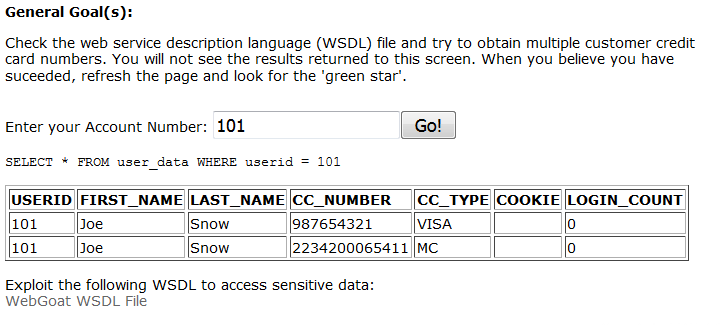 General Goal(s):
Check the web service description language (WSDL) file and try to obtain multiple customer credit
card numbers. You will not see the results returned to this screen. When you believe you have
suceeded, refresh the page and look for the 'green star'.
Enter your Account Number: 101 Go!
SELECT * FROM user_data WHERE userid = 101
USERID FIRST_NAME LAST_NAME CC_NUMBER CC_TYPE COOKIE LOGIN_COUNT
101 Joe Snow 987654321 VISA 0
101 Joe Snow 2234200065411 MC 0
Exploit the following WSDL to access sensitive data:
WebGoat WSDL File